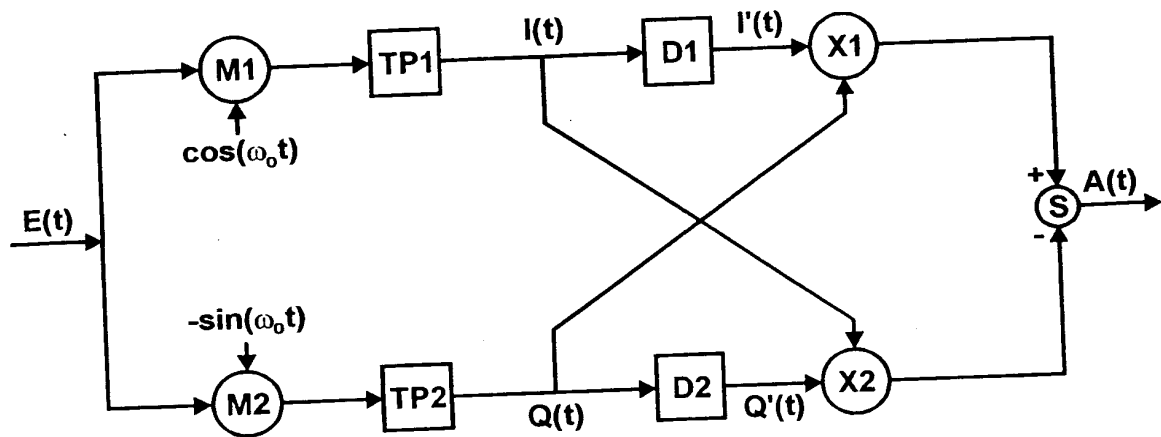 I(t)
I'(t)
M1
TP1
D1
X1
cos(ω₀t)
E(t)
+
S
A(t)
-
-sin(ω₀t)
M2
TP2
Q(t)
D2
Q'(t)
X2